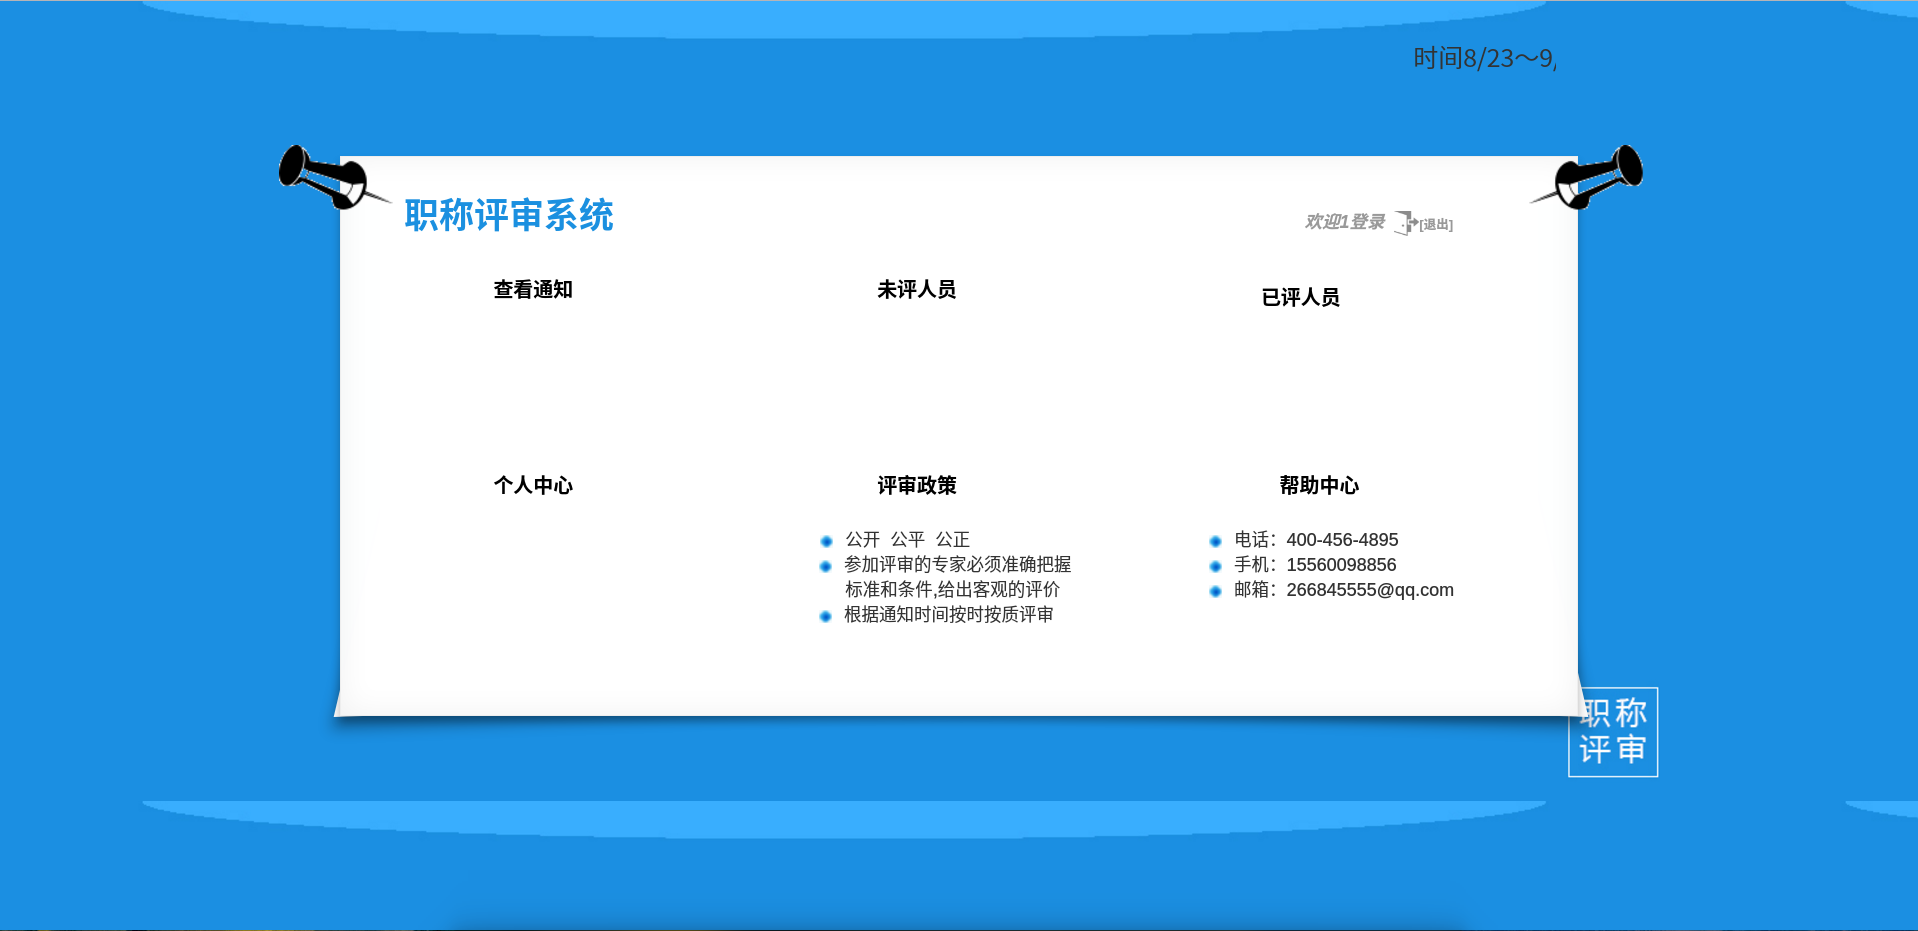 时间8/23～9/
职称评审系统
欢迎1登录 [退出]
查看通知
未评人员
已评人员
个人中心
评审政策
公开 公平 公正
参加评审的专家必须准确把握
标准和条件,给出客观的评价
根据通知时间按时按质评审
帮助中心
电话：400-456-4895
手机：15560098856
邮箱：266845555@qq.com
职称
评审